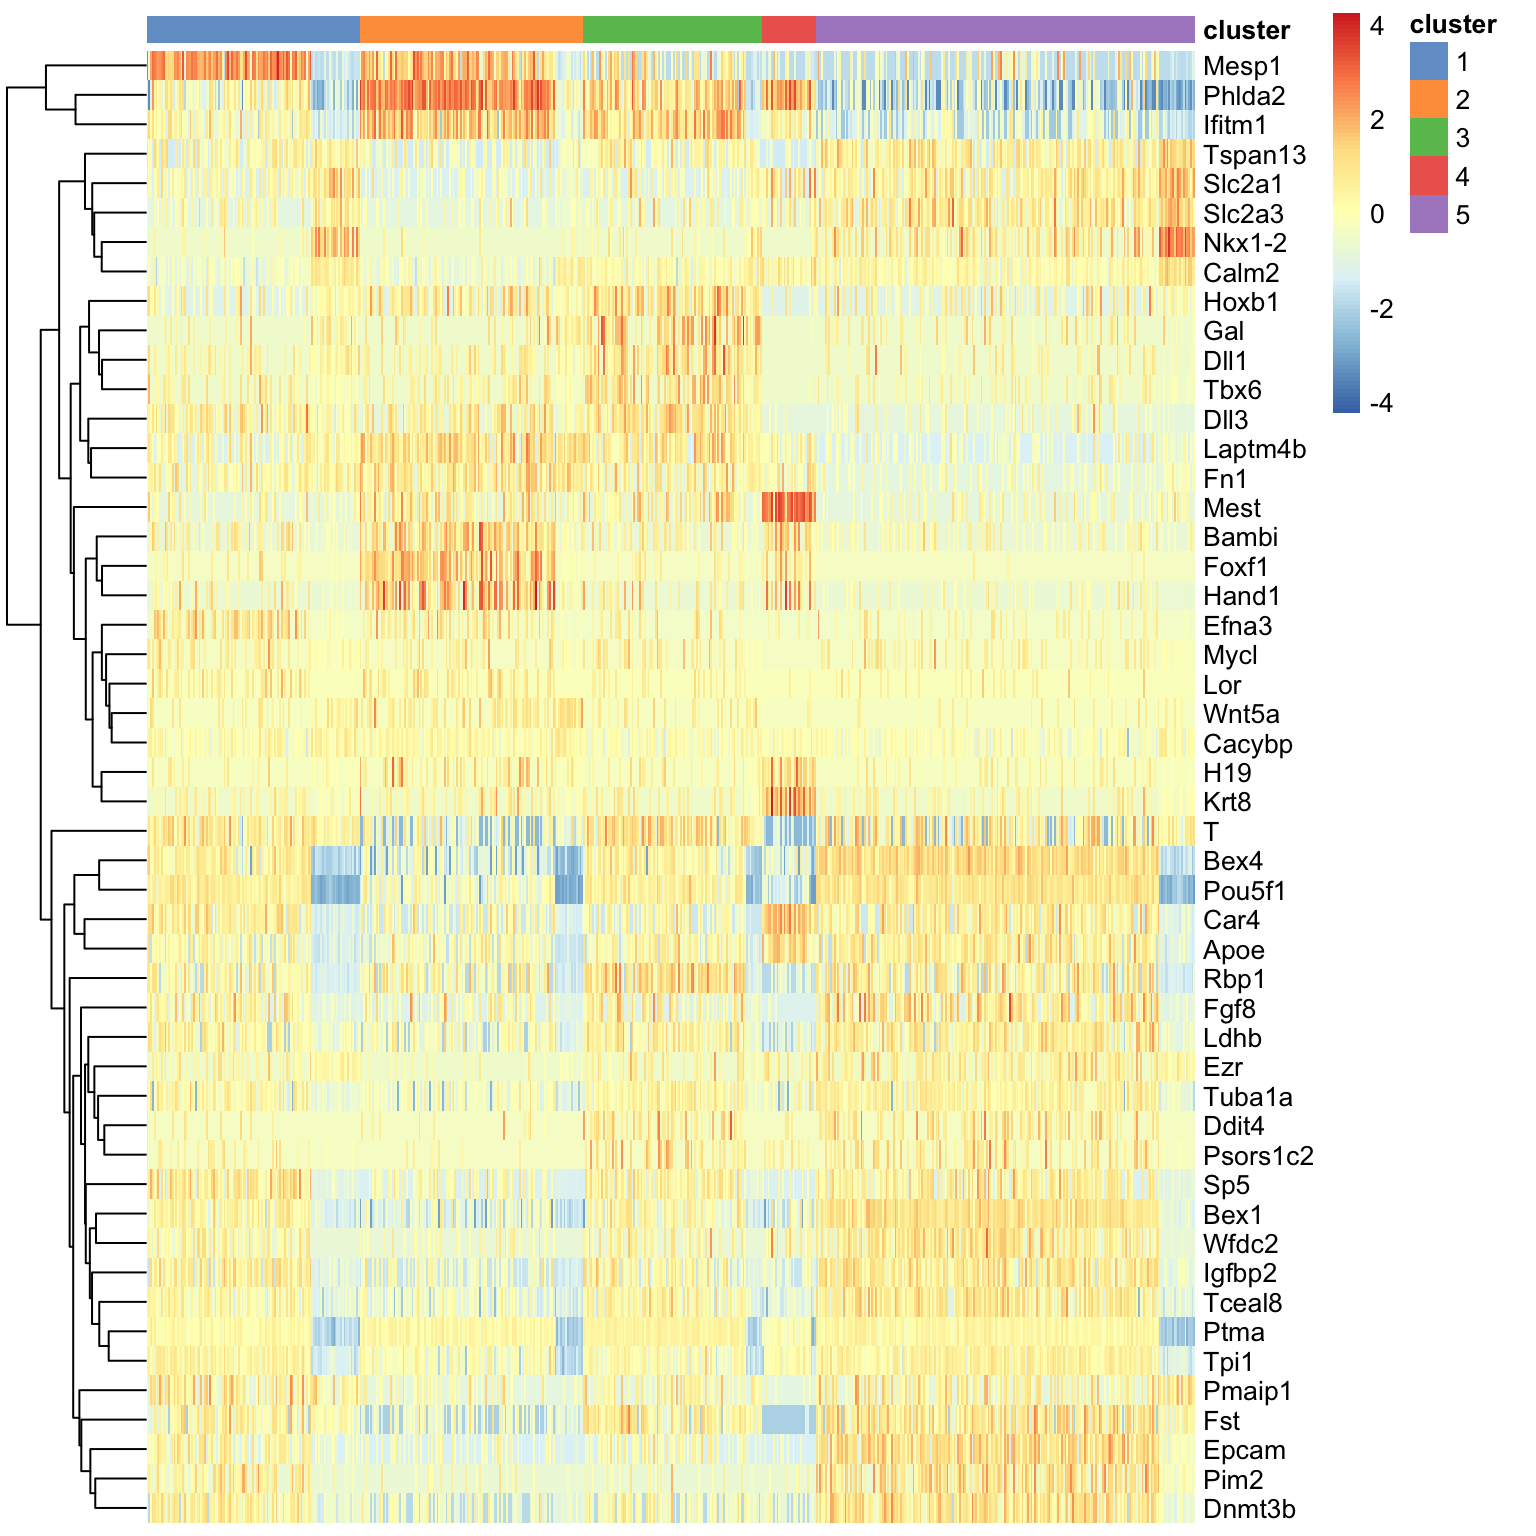 cluster
Mesp1
Phlda2
Ifitm1
Tspan13
Slc2a1
Slc2a3
Nkx1-2
Calm2
Hoxb1
Gal
Dll1
Tbx6
Dll3
Laptm4b
Fn1
Mest
Bambi
Foxf1
Hand1
Efna3
Mycl
Lor
Wnt5a
Cacybp
H19
Krt8
T
Bex4
Pou5f1
Car4
Apoe
Rbp1
Fgf8
Ldhb
Ezr
Tuba1a
Ddit4
Psors1c2
Sp5
Bex1
Wfdc2
Igfbp2
Tceal8
Ptma
Tpi1
Pmaip1
Fst
Epcam
Pim2
Dnmt3b
4
2
0
-2
-4
cluster
1
2
3
4
5